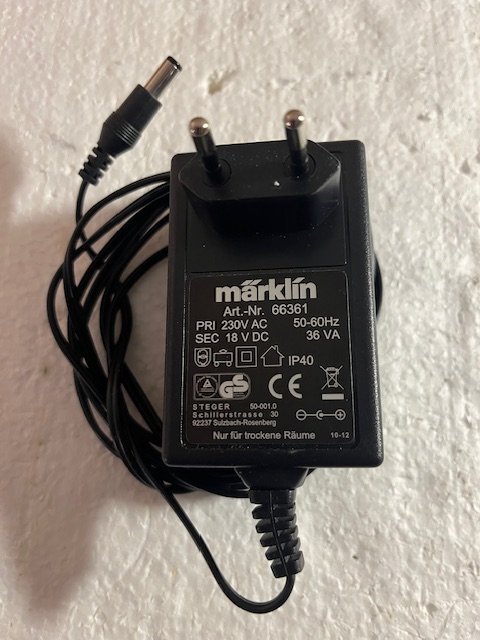 märklin
Art.-Nr. 66361
PRI 230V AC 50-60Hz
SEC 18 V DC 36 VA
IP40
GS
CE
STEGER 50-001.0
Schillerstrasse 30
92237 Sulzbach-Rosenberg
Nur für trockene Räume 10-12